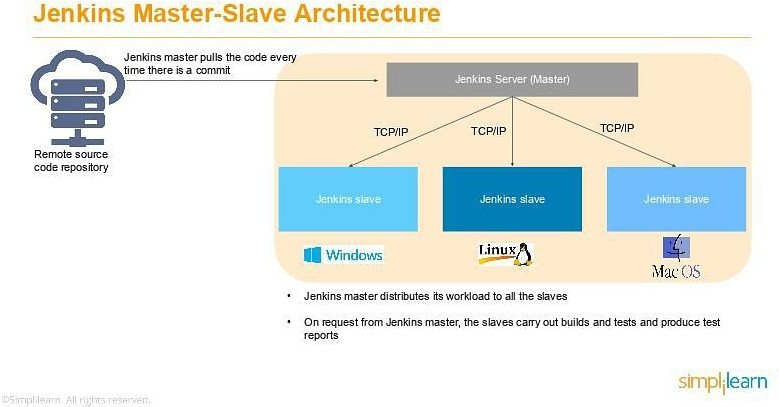 Jenkins Master-Slave Architecture
Jenkins master pulls the code every
time there is a commit
Jenkins Server (Master)
TCP/IP
TCP/IP
TCP/IP
Remote source
code repository
Jenkins slave
Jenkins slave
Jenkins slave
Windows
Linux
Mac OS
• Jenkins master distributes its workload to all the slaves
• On request from Jenkins master, the slaves carry out builds and tests and produce test
reports
simplilearn
©Simplilearn. All rights reserved.